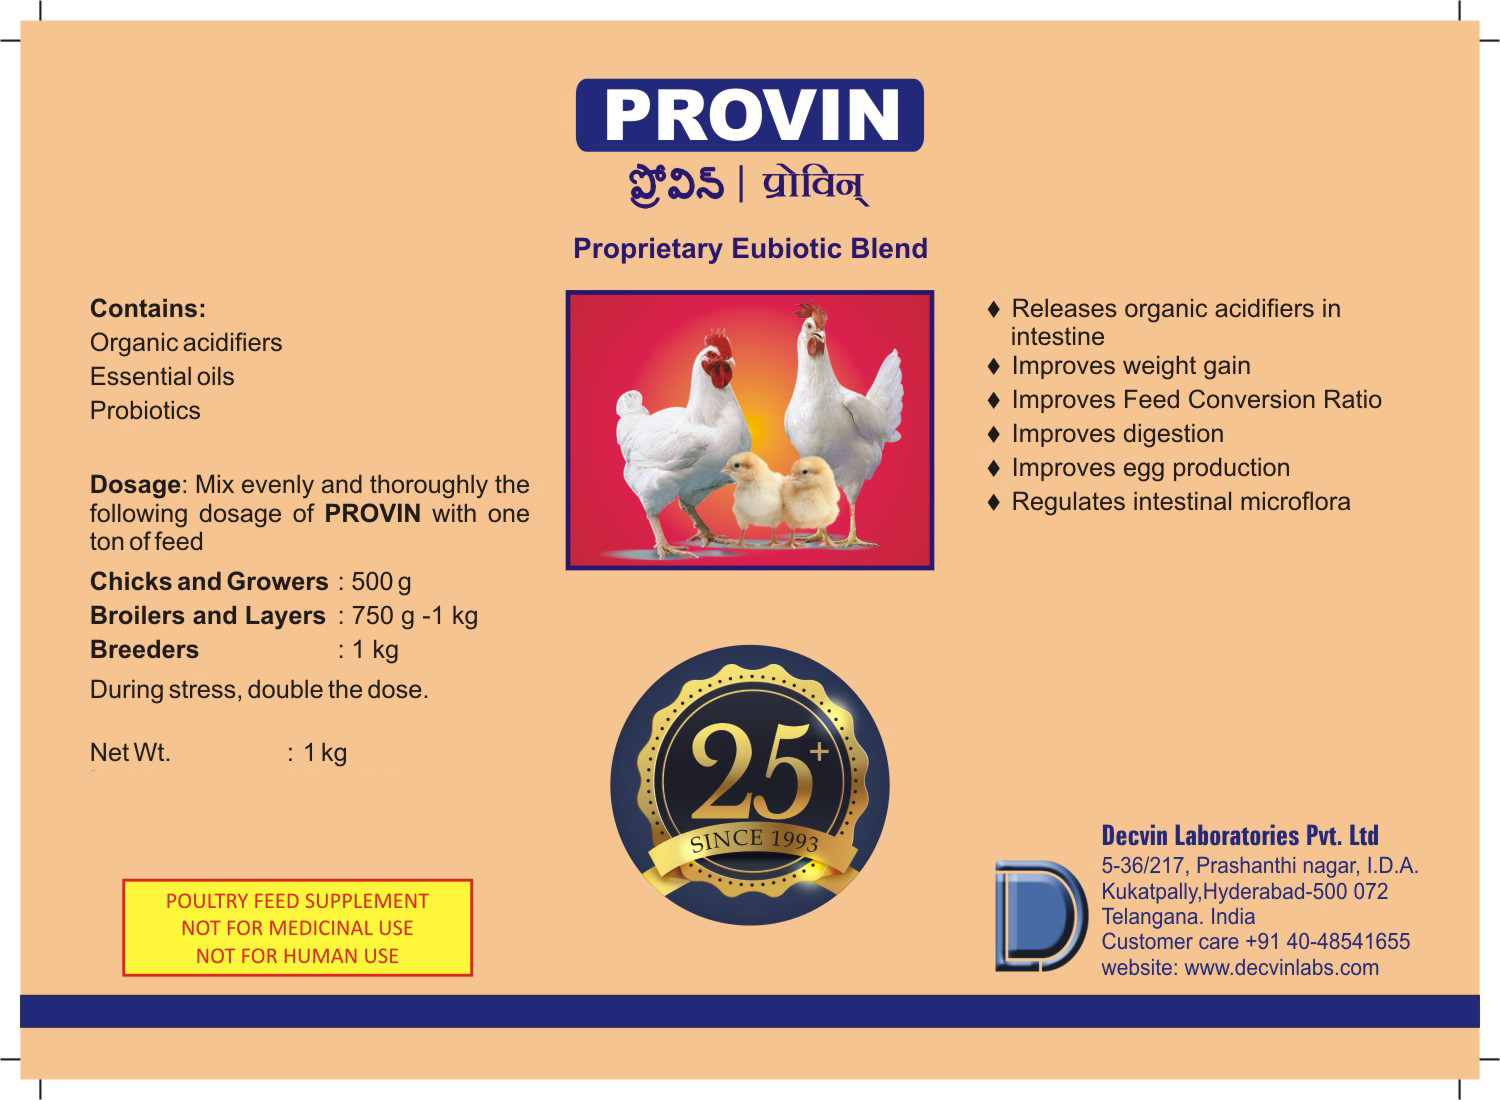 PROVIN
ప్రోవిన్ | प्रोविन्
Proprietary Eubiotic Blend
Contains:
Organic acidifiers
Essential oils
Probiotics
Dosage: Mix evenly and thoroughly the
following dosage of PROVIN with one
ton of feed
Chicks and Growers : 500 g
Broilers and Layers : 750 g -1 kg
Breeders : 1 kg
During stress, double the dose.
Net Wt. : 1 kg
POULTRY FEED SUPPLEMENT
NOT FOR MEDICINAL USE
NOT FOR HUMAN USE
25+
SINCE 1993
♦ Releases organic acidifiers in
intestine
♦ Improves weight gain
♦ Improves Feed Conversion Ratio
♦ Improves digestion
♦ Improves egg production
♦ Regulates intestinal microflora
Decvin Laboratories Pvt. Ltd
5-36/217, Prashanthi nagar, I.D.A.
Kukatpally,Hyderabad-500 072
Telangana. India
Customer care +91 40-48541655
website: www.decvinlabs.com